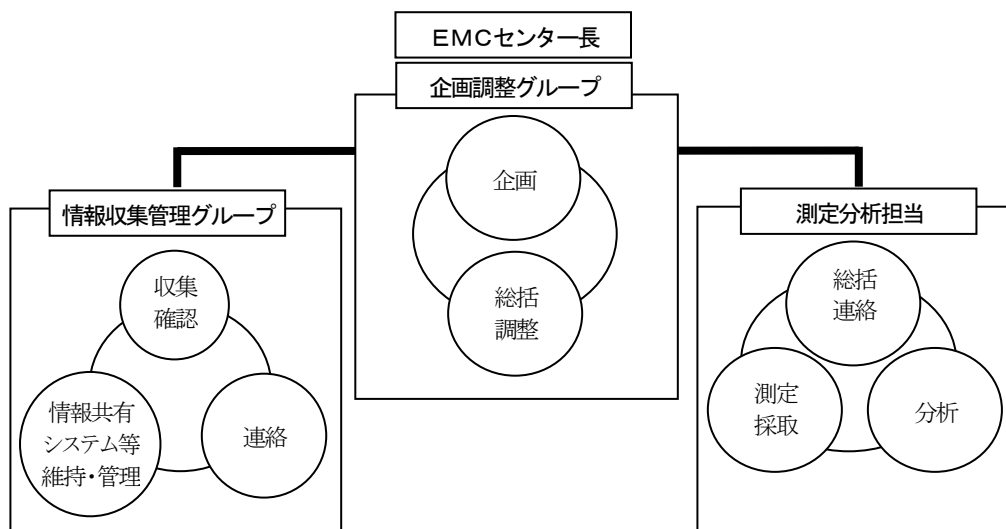 ＥＭＣセンター長
企画調整グループ
企画
総括
調整
情報収集管理グループ
収集
確認
情報共有
システム等
維持・管理
連絡
測定分析担当
総括
連絡
測定
採取
分析